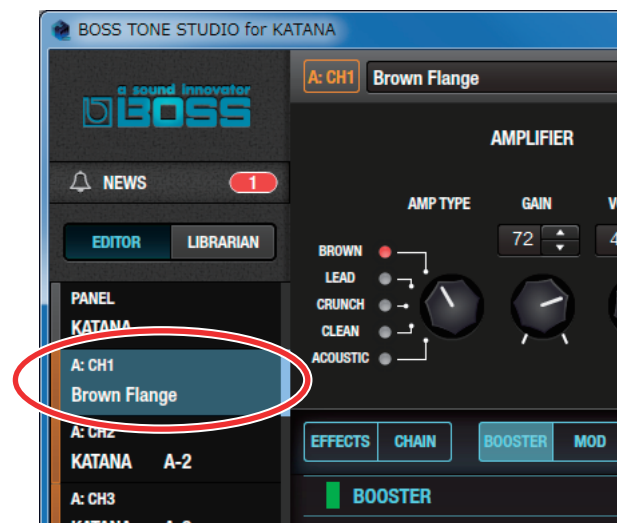 BOSS TONE STUDIO for KATANA
a sound innovator
BOSS
A: CH1 Brown Flange
AMPLIFIER
NEWS 1
AMP TYPE GAIN
EDITOR LIBRARIAN
72
4
BROWN
LEAD
CRUNCH
CLEAN
ACOUSTIC
PANEL
KATANA
A: CH1
Brown Flange
A: CH2
KATANA A-2
A: CH3
EFFECTS CHAIN BOOSTER MOD
BOOSTER